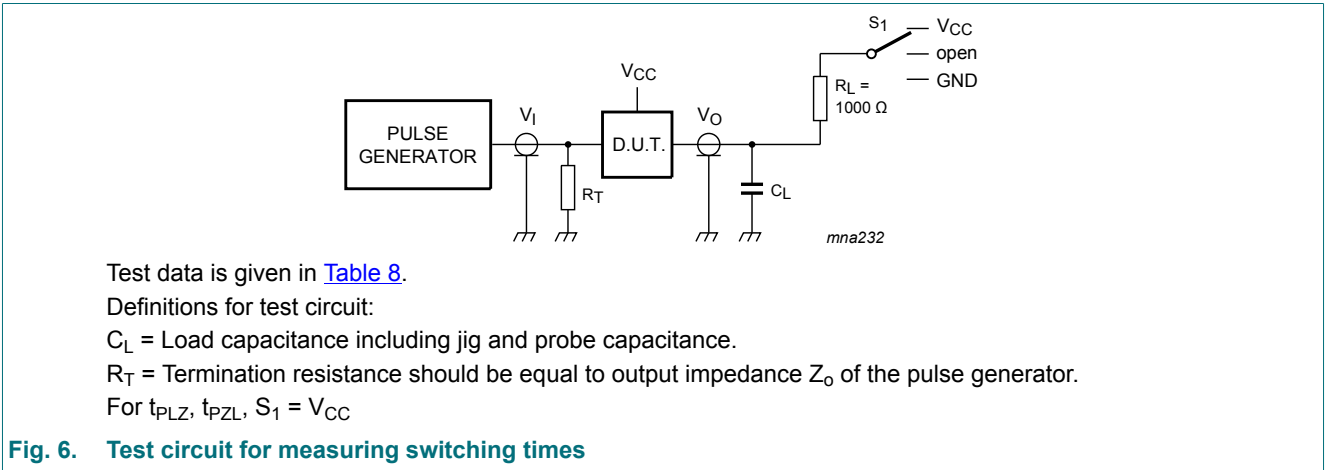 S1
VCC
open
GND
RL =
1000 Ω
VCC
VI
VO
PULSE
GENERATOR
D.U.T.
RT
CL
mna232
Test data is given in Table 8.
Definitions for test circuit:
CL = Load capacitance including jig and probe capacitance.
RT = Termination resistance should be equal to output impedance Zo of the pulse generator.
For tPLZ, tPZL, S1 = VCC
Fig. 6. Test circuit for measuring switching times